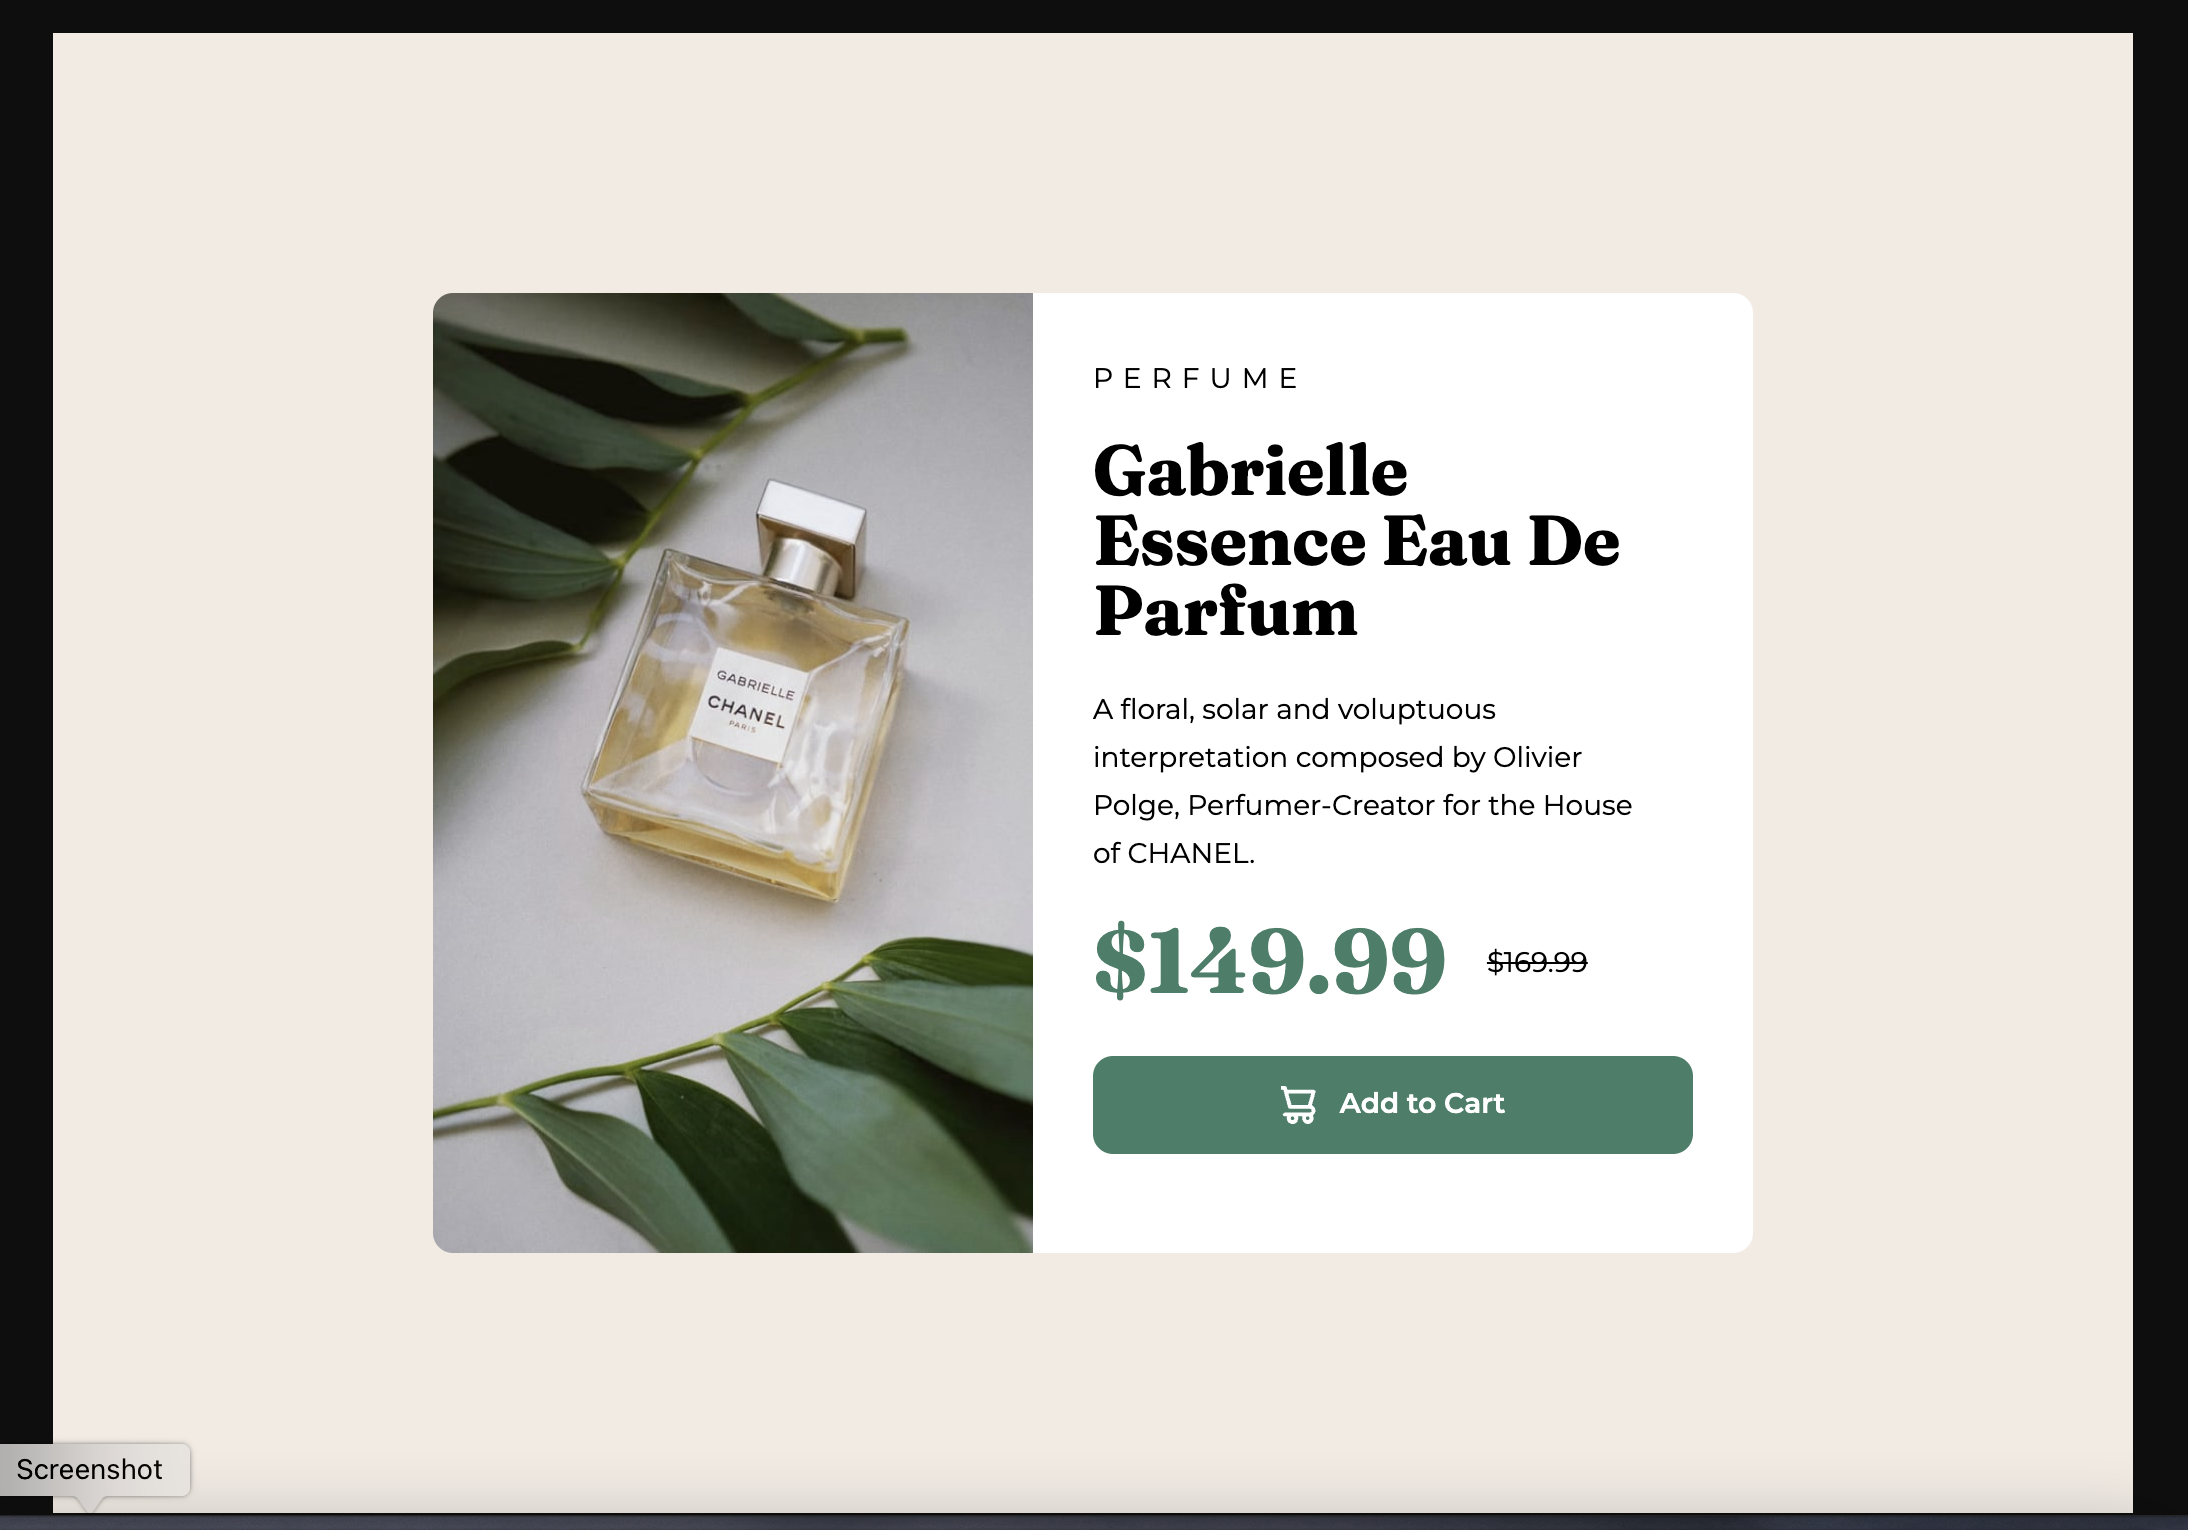 PERFUME
Gabrielle
Essence Eau De
Parfum
A floral, solar and voluptuous
interpretation composed by Olivier
Polge, Perfumer-Creator for the House
of CHANEL.
$149.99 $169.99
Add to Cart
GABRIELLE
CHANEL
PARIS
Screenshot